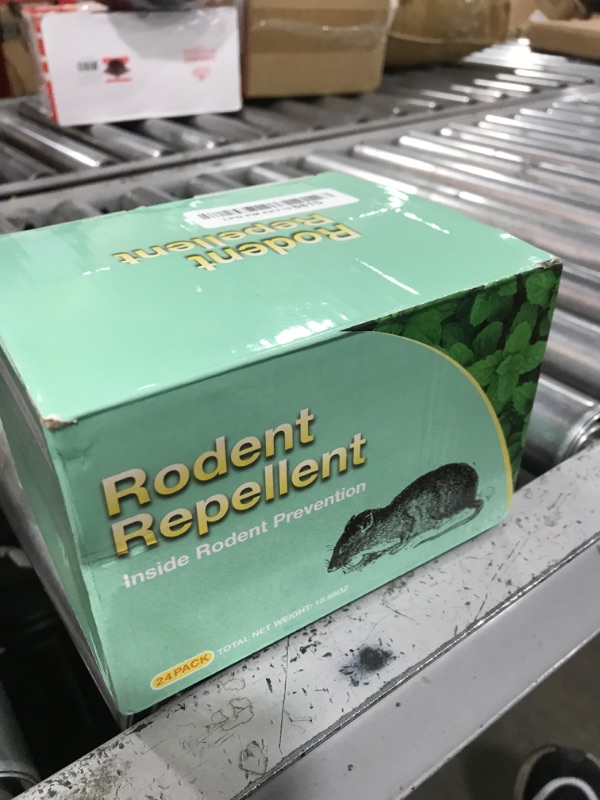 Rodent
Repellent
Rodent
Repellent
Inside Rodent Prevention
24 PACK TOTAL NET WEIGHT: